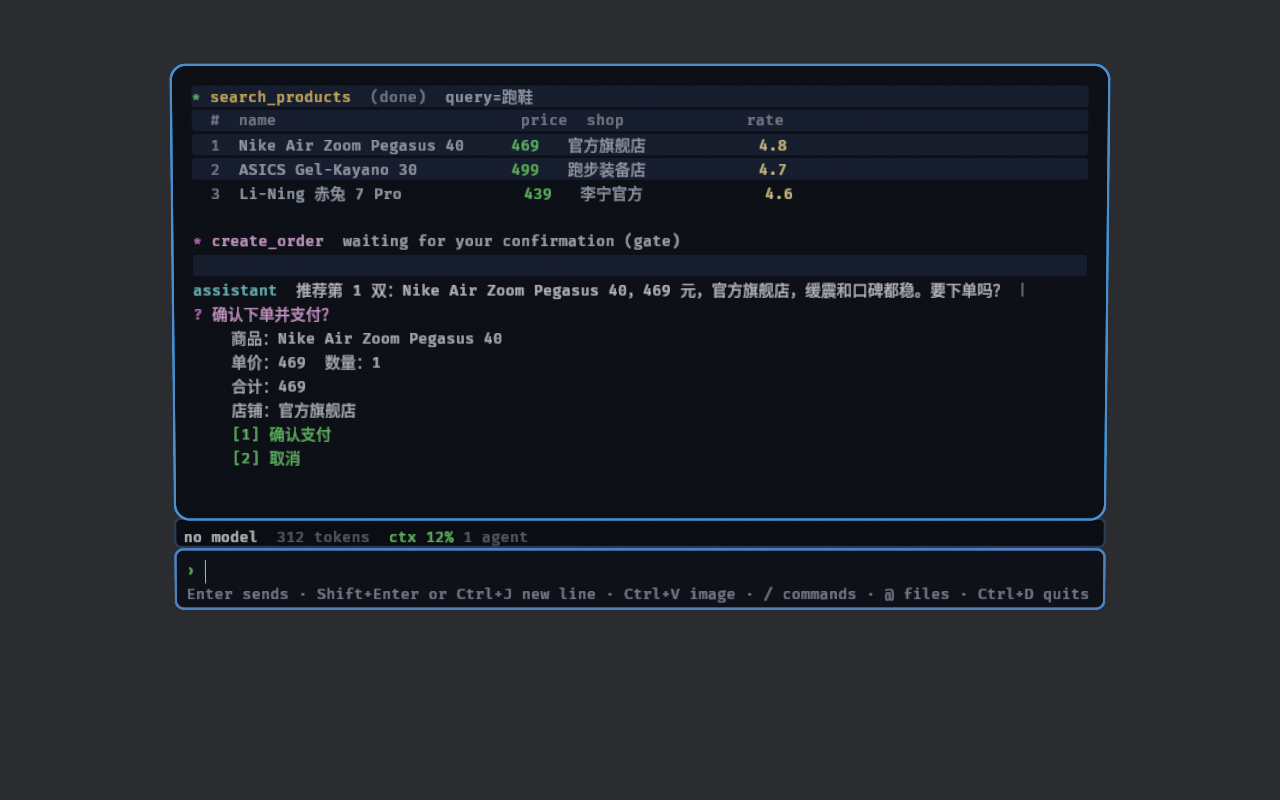 * search_products (done) query=跑鞋
# name price shop rate
1 Nike Air Zoom Pegasus 40 469 官方旗舰店 4.8
2 ASICS Gel-Kayano 30 499 跑步装备店 4.7
3 Li-Ning 赤兔 7 Pro 439 李宁官方 4.6
* create_order waiting for your confirmation (gate)
assistant 推荐第 1 双: Nike Air Zoom Pegasus 40, 469 元, 官方旗舰店, 缓震和口碑都稳。要下单吗? |
? 确认下单并支付?
商品: Nike Air Zoom Pegasus 40
单价: 469 数量: 1
合计: 469
店铺: 官方旗舰店
[1] 确认支付
[2] 取消
no model 312 tokens ctx 12% 1 agent
›
Enter sends · Shift+Enter or Ctrl+J new line · Ctrl+V image · / commands · @ files · Ctrl+D quits